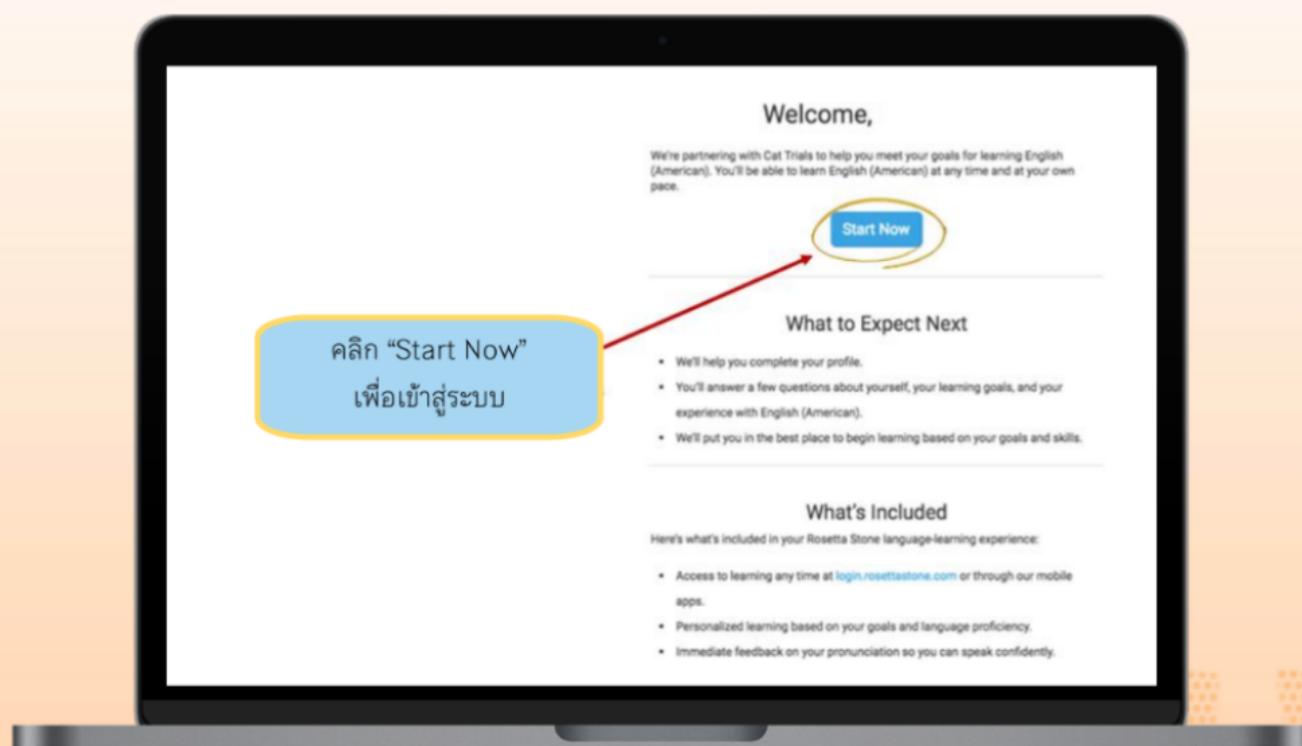 Welcome,
We're partnering with Cat Trials to help you meet your goals for learning English
(American). You'll be able to learn English (American) at any time and at your own
pace.
Start Now
คลิก “Start Now”
เพื่อเข้าสู่ระบบ
What to Expect Next
• We'll help you complete your profile.
• You'll answer a few questions about yourself, your learning goals, and your
experience with English (American).
• We'll put you in the best place to begin learning based on your goals and skills.
What's Included
Here's what's included in your Rosetta Stone language-learning experience:
• Access to learning any time at login.rosettastone.com or through our mobile
apps.
• Personalized learning based on your goals and language proficiency.
• Immediate feedback on your pronunciation so you can speak confidently.